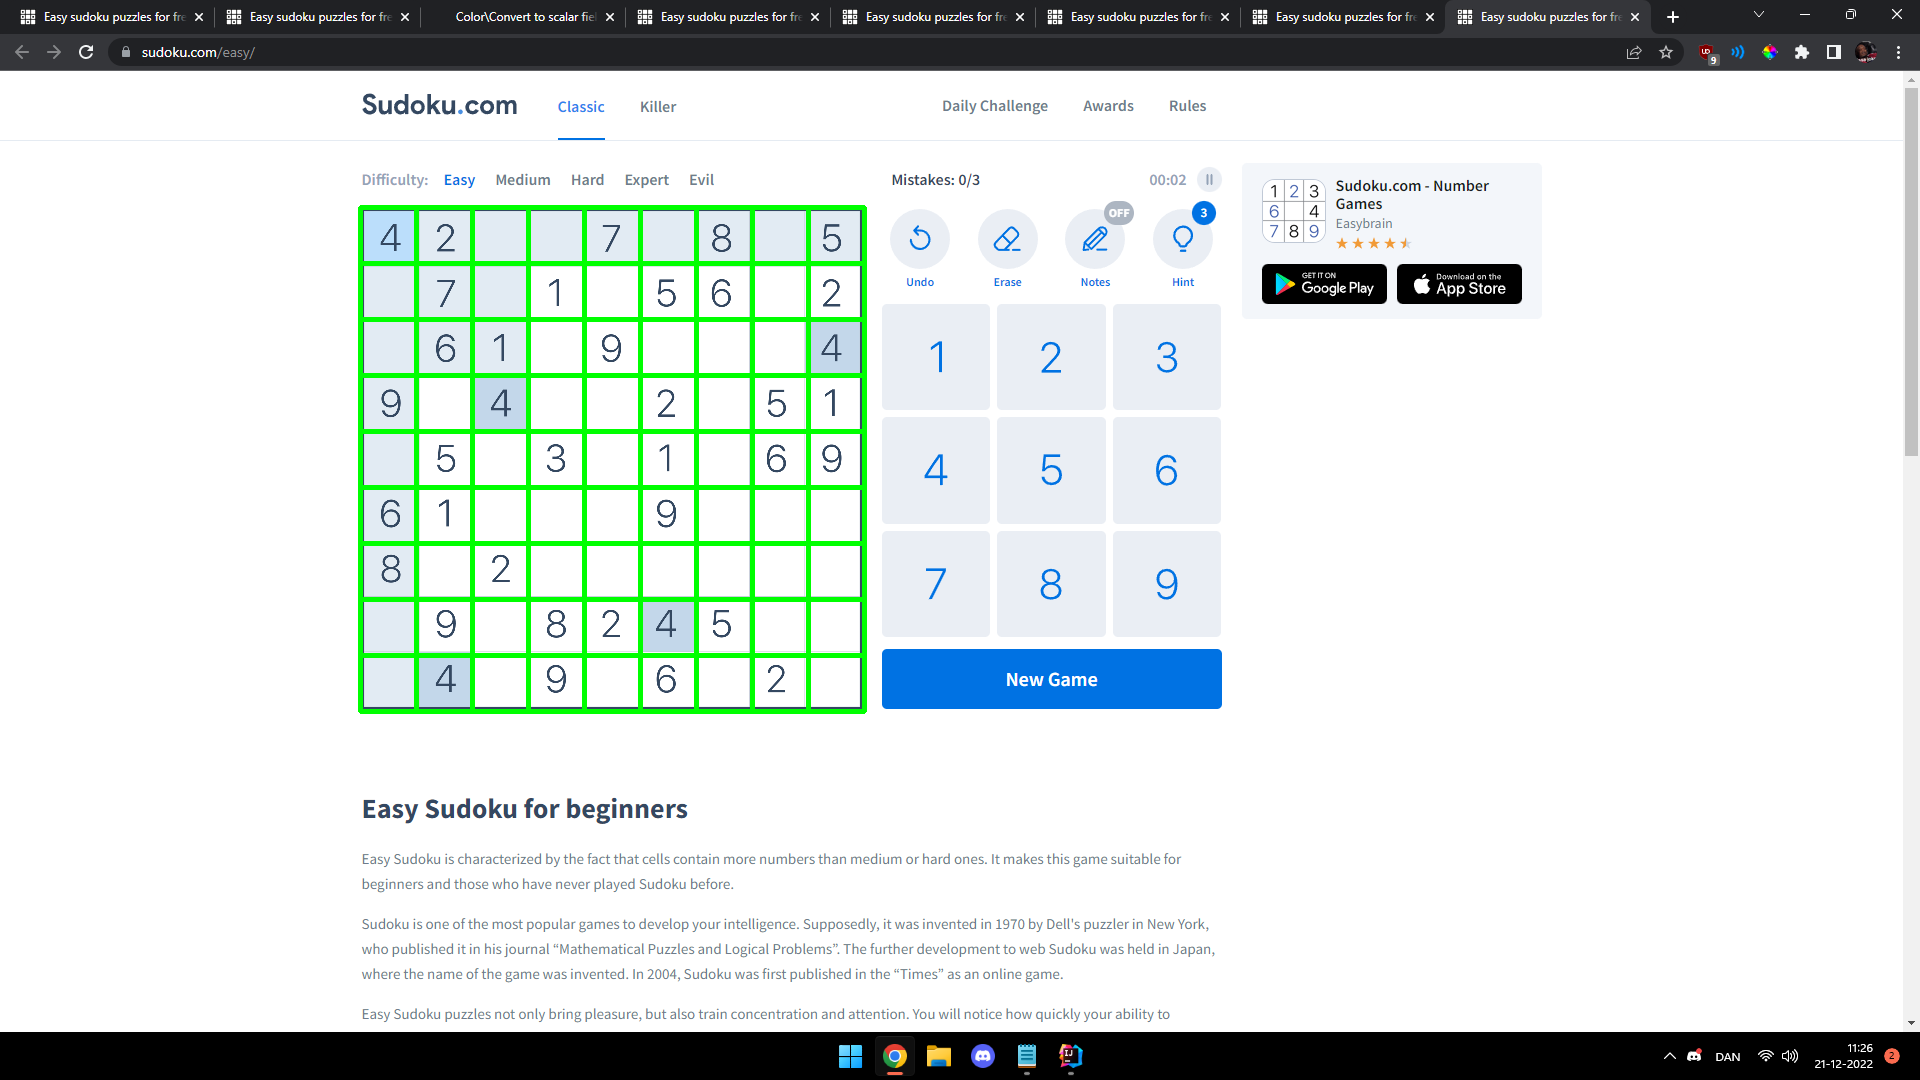 Easy sudoku puzzles for fre
Easy sudoku puzzles for fre
Color\Convert to scalar fiel
Easy sudoku puzzles for fre
Easy sudoku puzzles for fre
Easy sudoku puzzles for fre
Easy sudoku puzzles for fre
Easy sudoku puzzles for fre
sudoku.com/easy/
9
Sudoku.com Classic Killer Daily Challenge Awards Rules
Difficulty: Easy Medium Hard Expert Evil
Mistakes: 0/3 00:02
4 2 7 8 5
7 1 5 6 2
6 1 9 4
9 4 2 5 1
5 3 1 6 9
6 1 9
8 2
9 8 2 4 5
4 9 6 2
OFF 3
Undo Erase Notes Hint
1 2 3
4 5 6
7 8 9
New Game
1 2 3
6 4
7 8 9
Sudoku.com - Number
Games
Easybrain
GET IT ON
Google Play
Download on the
App Store
Easy Sudoku for beginners
Easy Sudoku is characterized by the fact that cells contain more numbers than medium or hard ones. It makes this game suitable for
beginners and those who have never played Sudoku before.
Sudoku is one of the most popular games to develop your intelligence. Supposedly, it was invented in 1970 by Dell's puzzler in New York,
who published it in his journal “Mathematical Puzzles and Logical Problems”. The further development to web Sudoku was held in Japan,
where the name of the game was invented. In 2004, Sudoku was first published in the “Times” as an online game.
Easy Sudoku puzzles not only bring pleasure, but also train concentration and attention. You will notice how quickly your ability to
DAN
11:26
21-12-2022
2